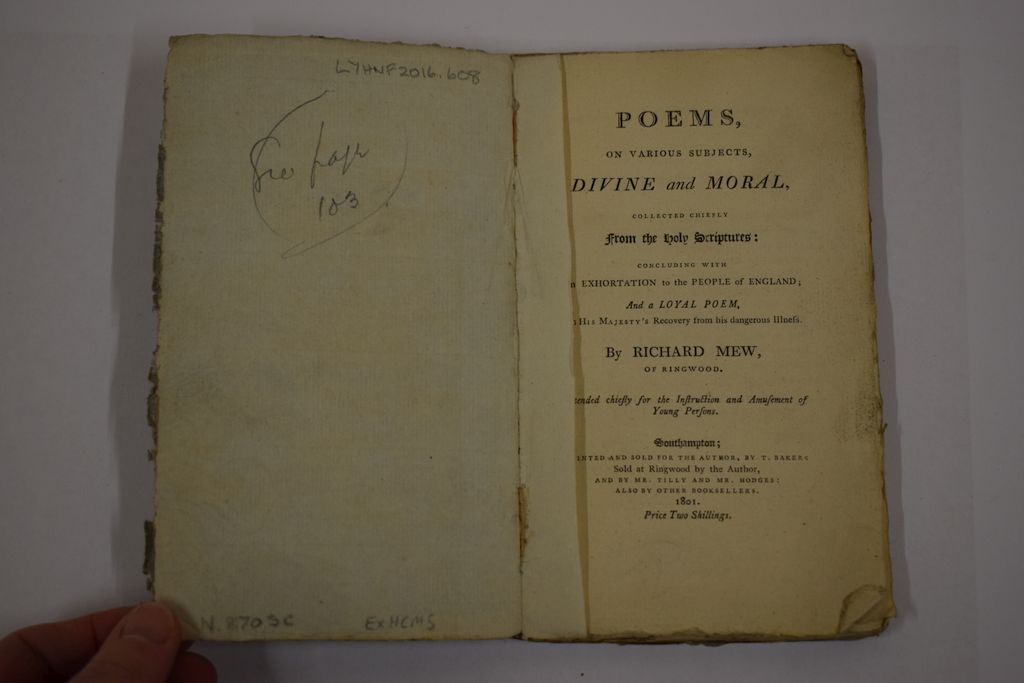 LYHNF2016.608
See page
103
N.8703C
Ex HCMS
POEMS,
ON VARIOUS SUBJECTS,
DIVINE and MORAL,
COLLECTED CHIEFLY
From the Holy Scriptures:
CONCLUDING WITH
n EXHORTATION to the PEOPLE of ENGLAND;
And a LOYAL POEM,
HIS MAJESTY'S Recovery from his dangerous Illneſs.
By RICHARD MEW,
OF RINGWOOD.
tended chiefly for the Inſtruction and Amuſement of
Young Perſons.
Southampton;
INTED AND SOLD FOR THE AUTHOR, BY T. BAKER:
Sold at Ringwood by the Author,
AND BY MR. TILLY AND MR. HODGES:
ALSO BY OTHER BOOKSELLERS.
1801.
Price Two Shillings.